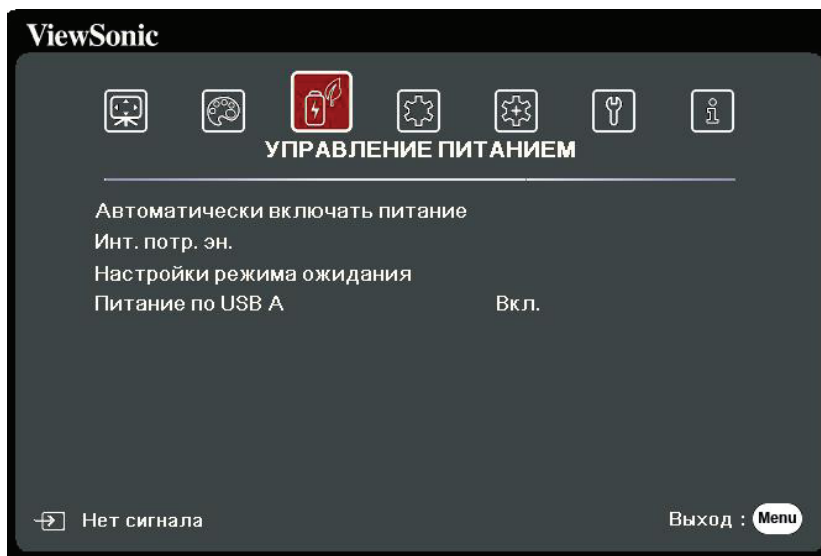 ViewSonic
УПРАВЛЕНИЕ ПИТАНИЕМ
Автоматически включать питание
Инт. потр. эн.
Настройки режима ожидания
Питание по USB A Вкл.
Нет сигнала Выход : Menu